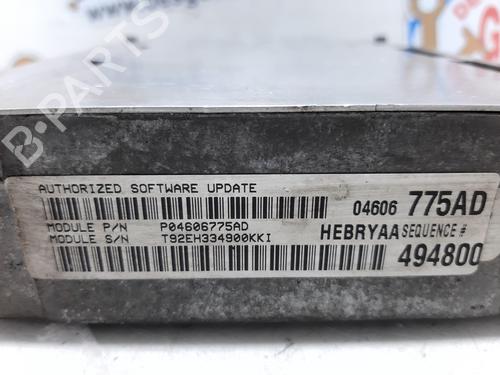 AUTHORIZED SOFTWARE UPDATE
04606 775AD
MODULE P/N P04606775AD
MODULE S/N T92EH334900KKI
HEBRYAA SEQUENCE #
494800
B-PARTS